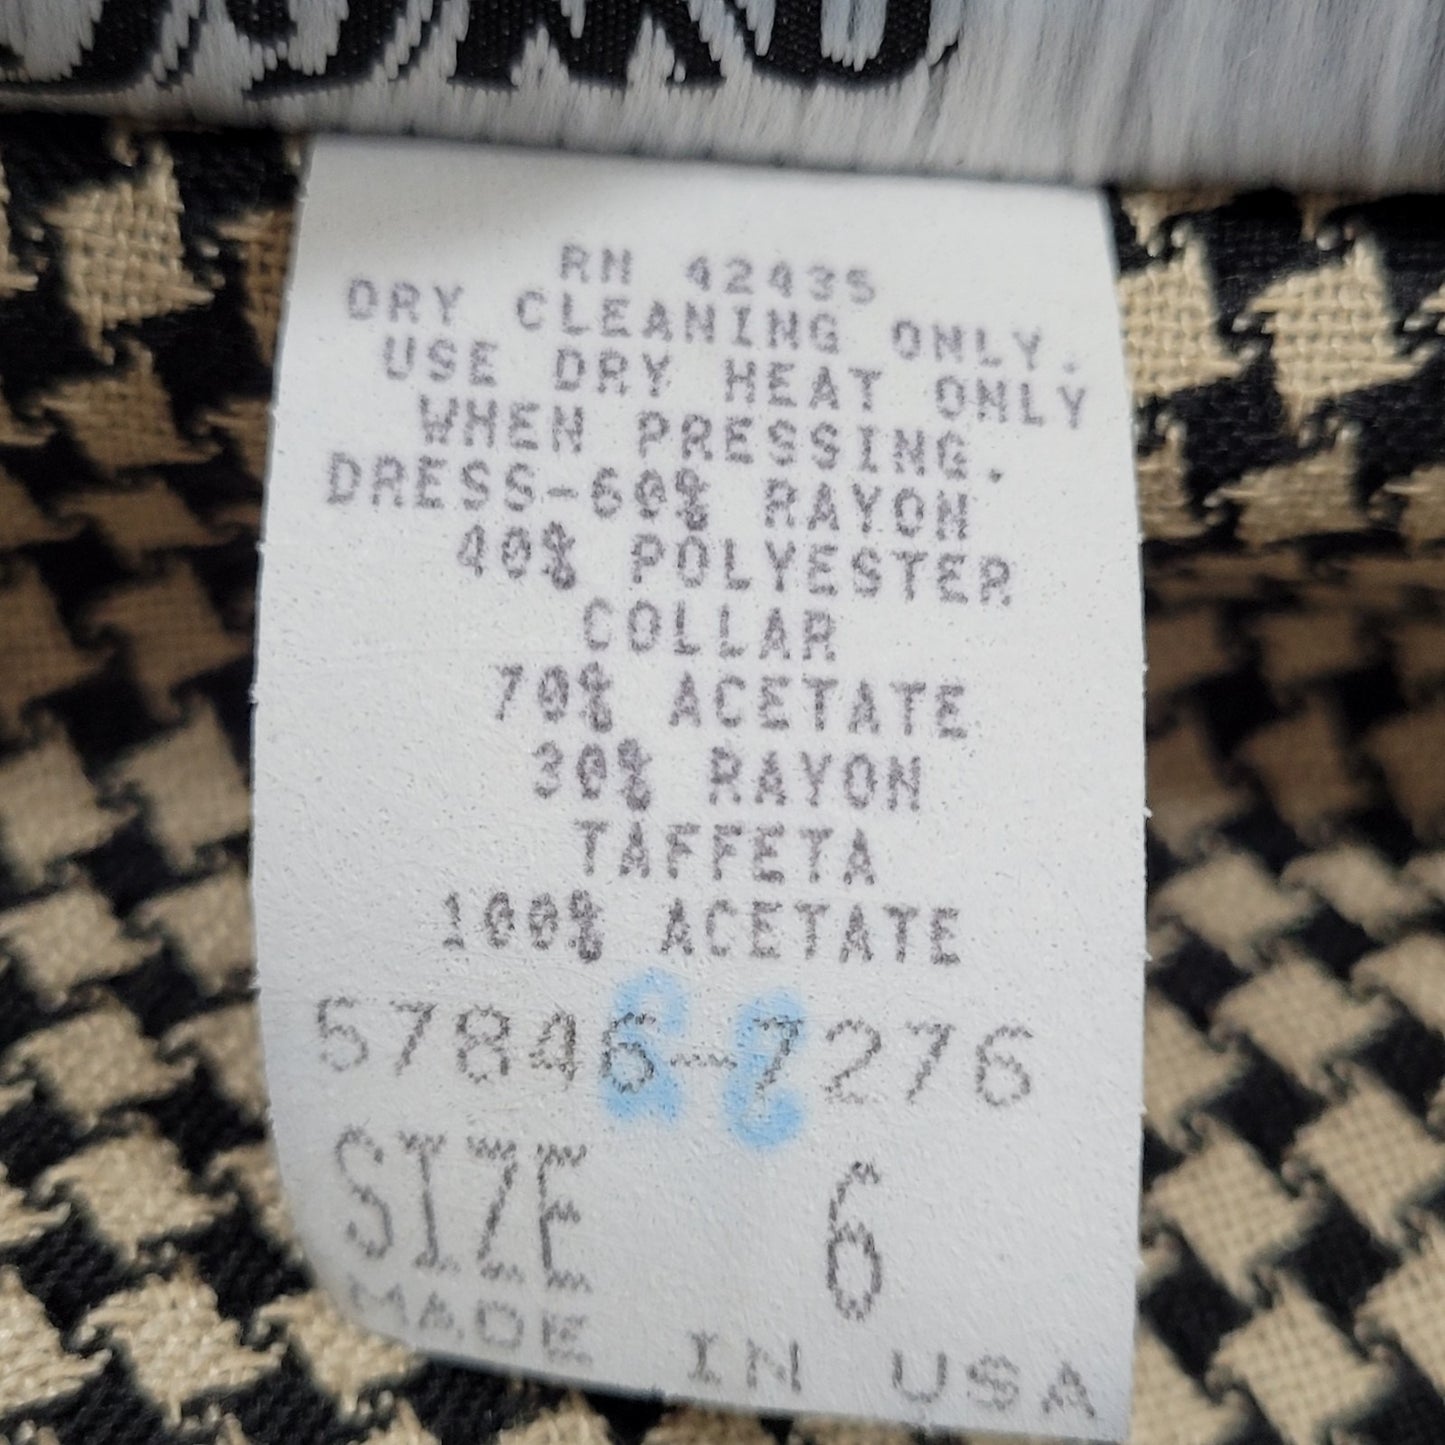 RN 42435
DRY CLEANING ONLY.
USE DRY HEAT ONLY
WHEN PRESSING.
DRESS-60% RAYON
40% POLYESTER
COLLAR
70% ACETATE
30% RAYON
TAFFETA
100% ACETATE
57846-7276
SIZE 6
MADE IN USA